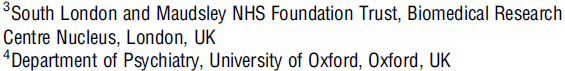 ³South London and Maudsley NHS Foundation Trust, Biomedical Research
Centre Nucleus, London, UK
⁴Department of Psychiatry, University of Oxford, Oxford, UK